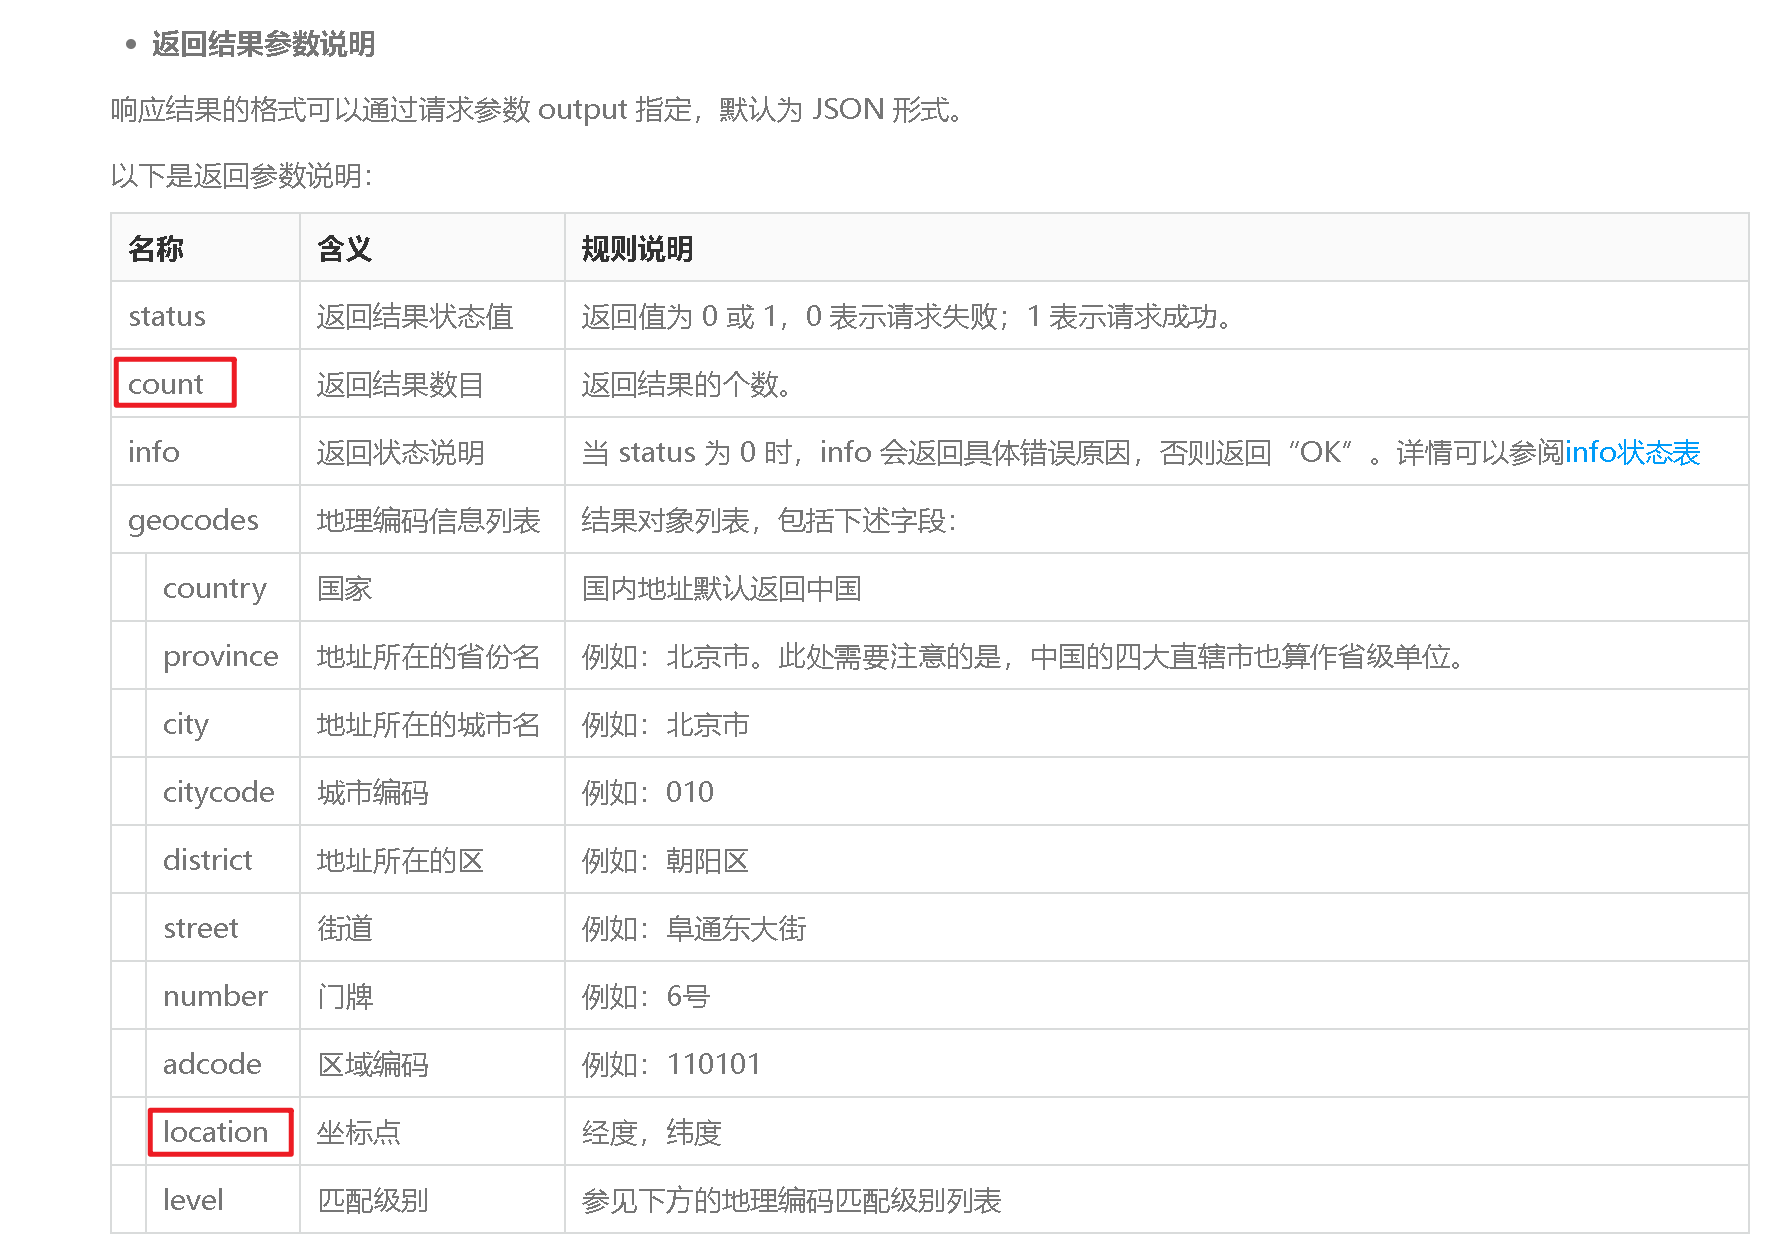 • 返回结果参数说明
响应结果的格式可以通过请求参数 output 指定，默认为 JSON 形式。
以下是返回参数说明：
名称 含义 规则说明
status 返回结果状态值 返回值为 0 或 1，0 表示请求失败；1 表示请求成功。
count 返回结果数目 返回结果的个数。
info 返回状态说明 当 status 为 0 时，info 会返回具体错误原因，否则返回“OK”。详情可以参阅info状态表
geocodes 地理编码信息列表 结果对象列表，包括下述字段：
country 国家 国内地址默认返回中国
province 地址所在的省份名 例如：北京市。此处需要注意的是，中国的四大直辖市也算作省级单位。
city 地址所在的城市名 例如：北京市
citycode 城市编码 例如：010
district 地址所在的区 例如：朝阳区
street 街道 例如：阜通东大街
number 门牌 例如：6号
adcode 区域编码 例如：110101
location 坐标点 经度，纬度
level 匹配级别 参见下方的地理编码匹配级别列表